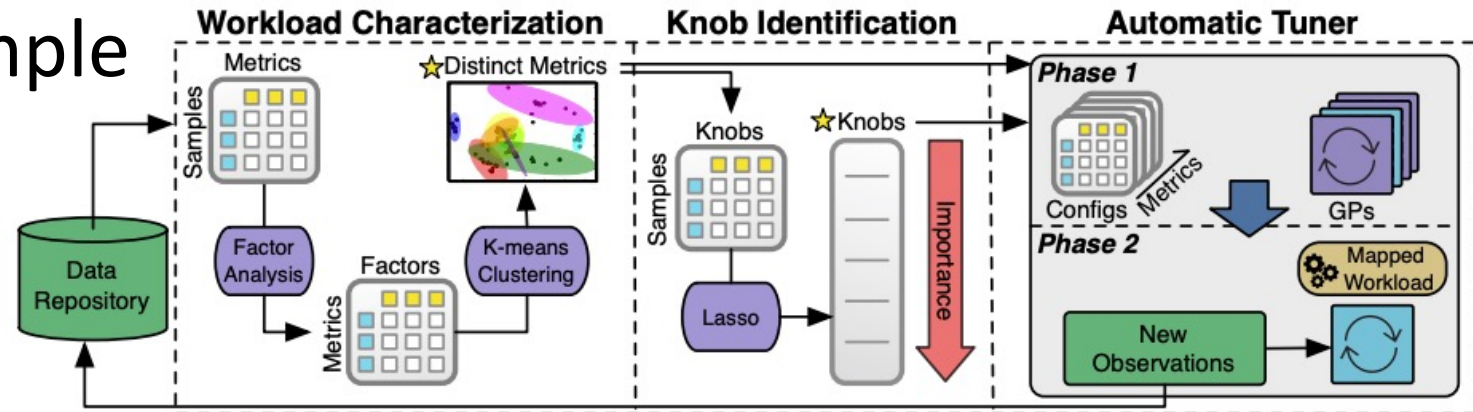 mple
Workload Characterization
Knob Identification
Automatic Tuner
Data
Repository
Metrics
Samples
Factor
Analysis
Factors
Metrics
K-means
Clustering
Distinct Metrics
Knobs
Samples
Lasso
Knobs
Importance
Phase 1
Configs
Metrics
GPs
Phase 2
Mapped
Workload
New
Observations